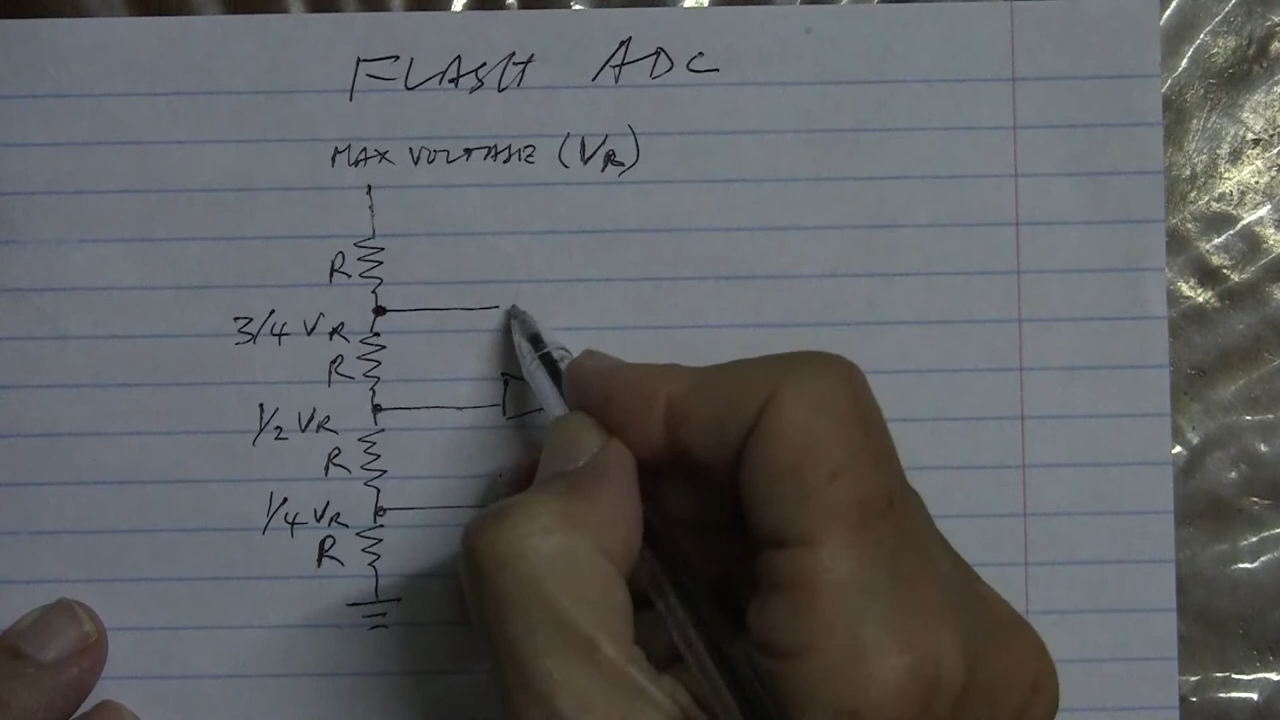 FLASH ADC
MAX VOLTAGE (VR)
R
3/4 VR
R
1/2 VR
R
1/4 VR
R